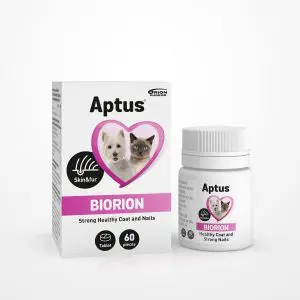 ORION
Aptus®
Skin&fur
BIORION
Strong Healthy Coat and Nails
Tablet
60
pieces
Aptus®
BIORION
Healthy Coat and
Strong Nails